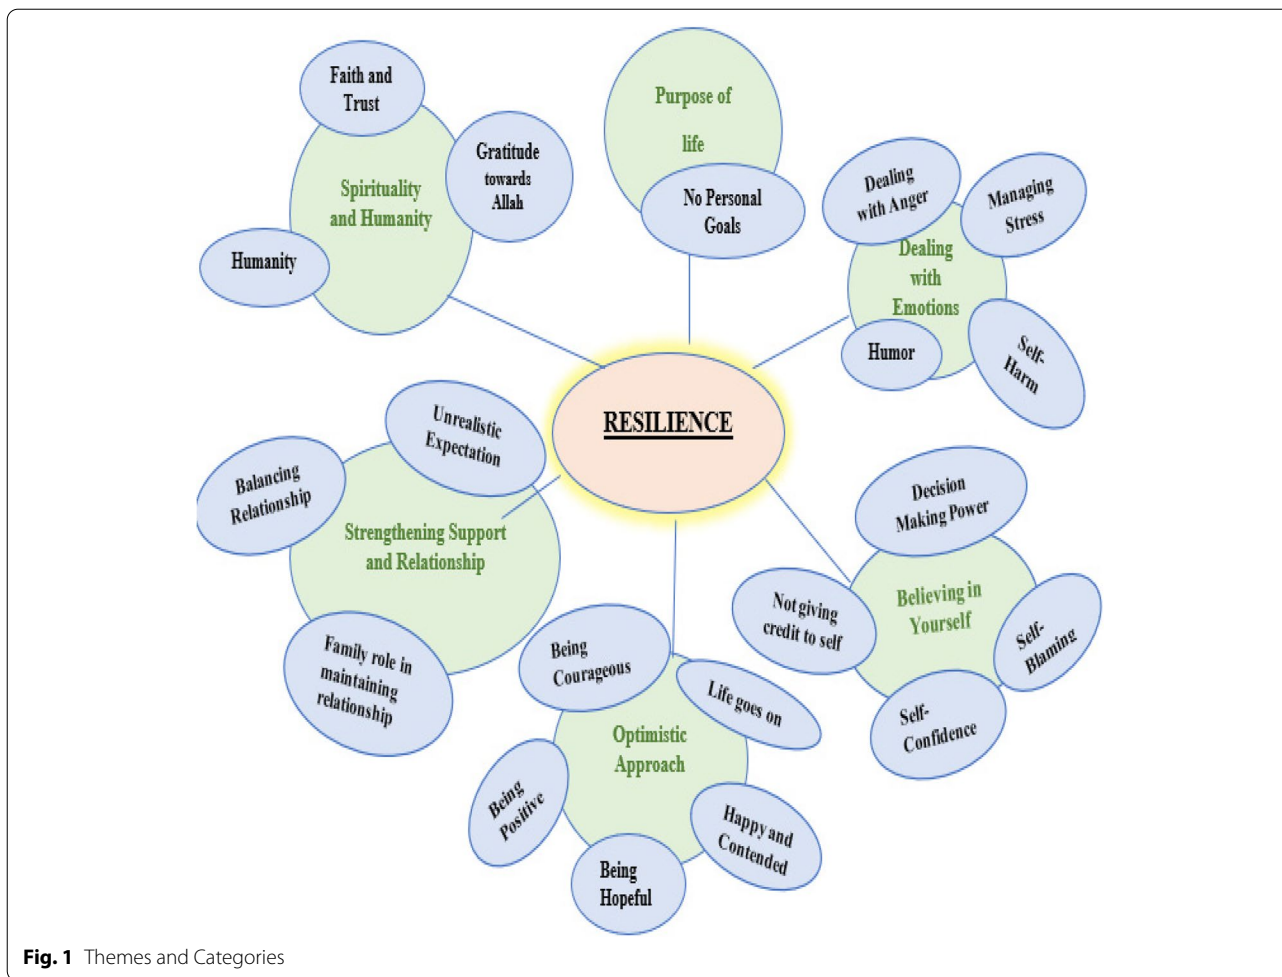 Faith and
Trust
Gratitude
towards
Allah
Spirituality
and Humanity
Humanity
Purpose of
life
No Personal
Goals
Dealing
with Anger
Managing
Stress
Dealing
with
Emotions
Humor
Self-
Harm
RESILIENCE
Unrealistic
Expectation
Balancing
Relationship
Strengthening Support
and Relationship
Family role in
maintaining
relationship
Decision
Making Power
Not giving
credit to self
Believing in
Yourself
Self-
Blaming
Self-
Confidence
Being
Courageous
Life goes on
Optimistic
Approach
Being
Positive
Happy and
Contended
Being
Hopeful
Fig. 1 Themes and Categories